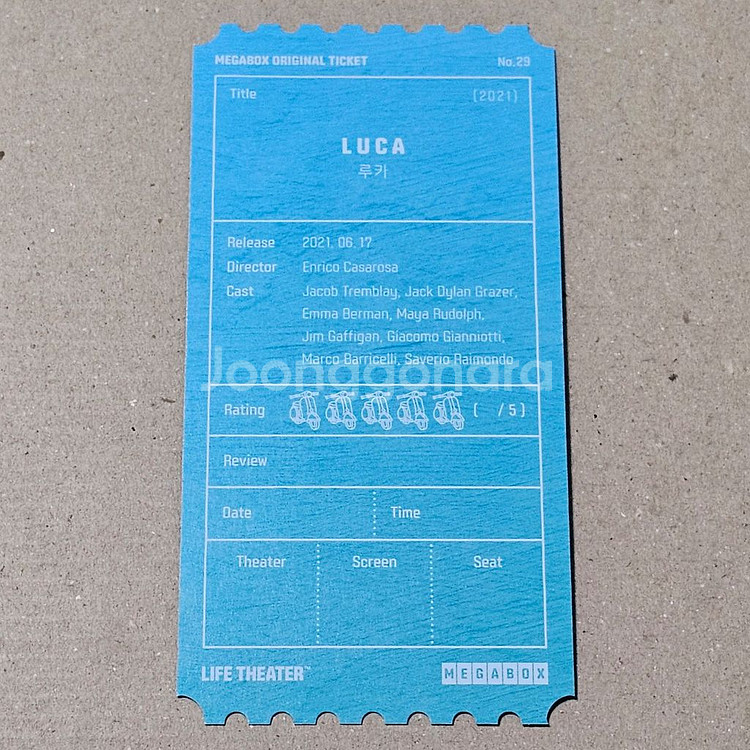 MEGABOX ORIGINAL TICKET No.29
Title (2021)
LUCA
루카
Release 2021. 06. 17
Director Enrico Casarosa
Cast Jacob Tremblay, Jack Dylan Grazer,
Emma Berman, Maya Rudolph,
Jim Gaffigan, Giacomo Gianniotti,
Marco Barricelli, Saverio Raimondo
Joonggonara
Rating ( /5)
Review
Date Time
Theater Screen Seat
LIFE THEATER™ MEGABOX